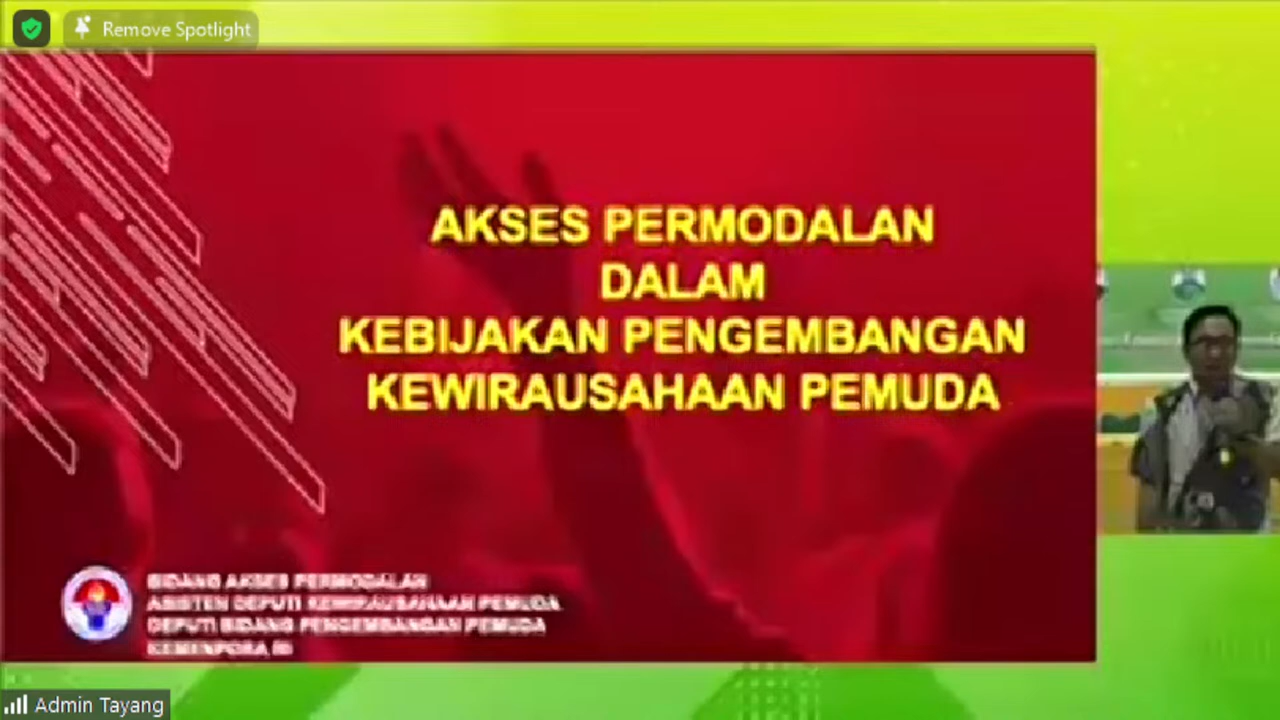 Remove Spotlight
AKSES PERMODALAN
DALAM
KEBIJAKAN PENGEMBANGAN
KEWIRAUSAHAAN PEMUDA
BIDANG AKSES PERMODALAN
ASISTEN DEPUTI KEWIRAUSAHAAN PEMUDA
DEPUTI BIDANG PENGEMBANGAN PEMUDA
KEMENPORA RI
Admin Tayang